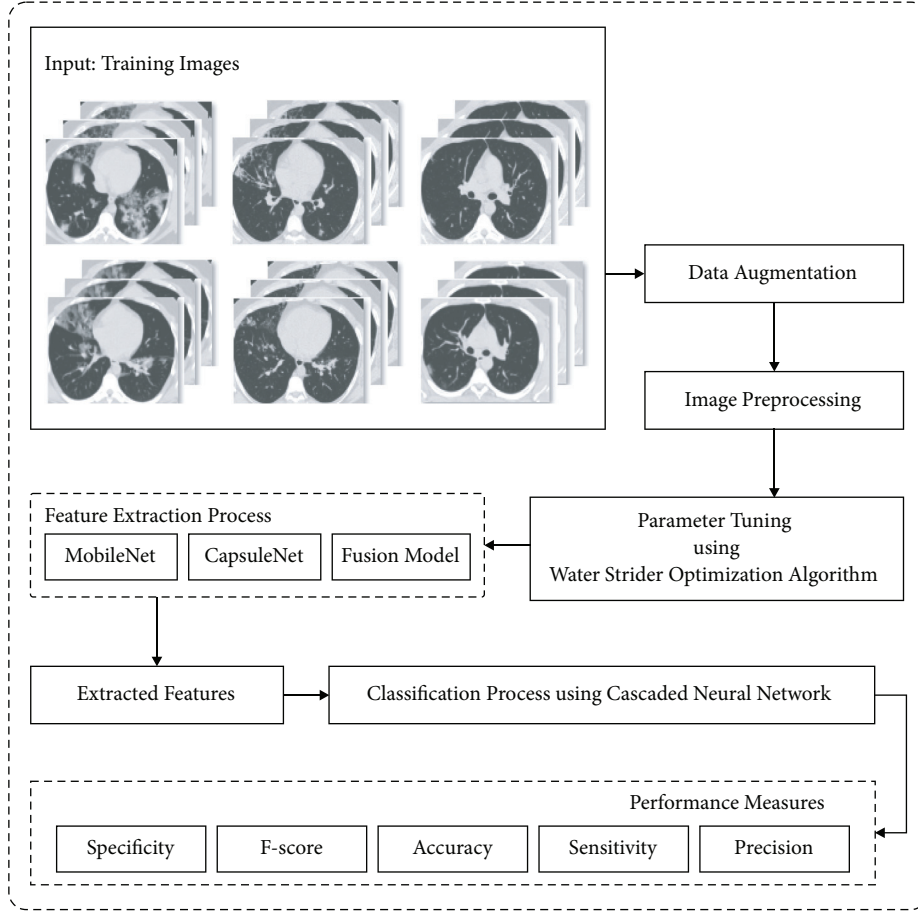 Input: Training Images
Data Augmentation
Image Preprocessing
Parameter Tuning
using
Water Strider Optimization Algorithm
Feature Extraction Process
MobileNet
CapsuleNet
Fusion Model
Extracted Features
Classification Process using Cascaded Neural Network
Performance Measures
Specificity
F-score
Accuracy
Sensitivity
Precision